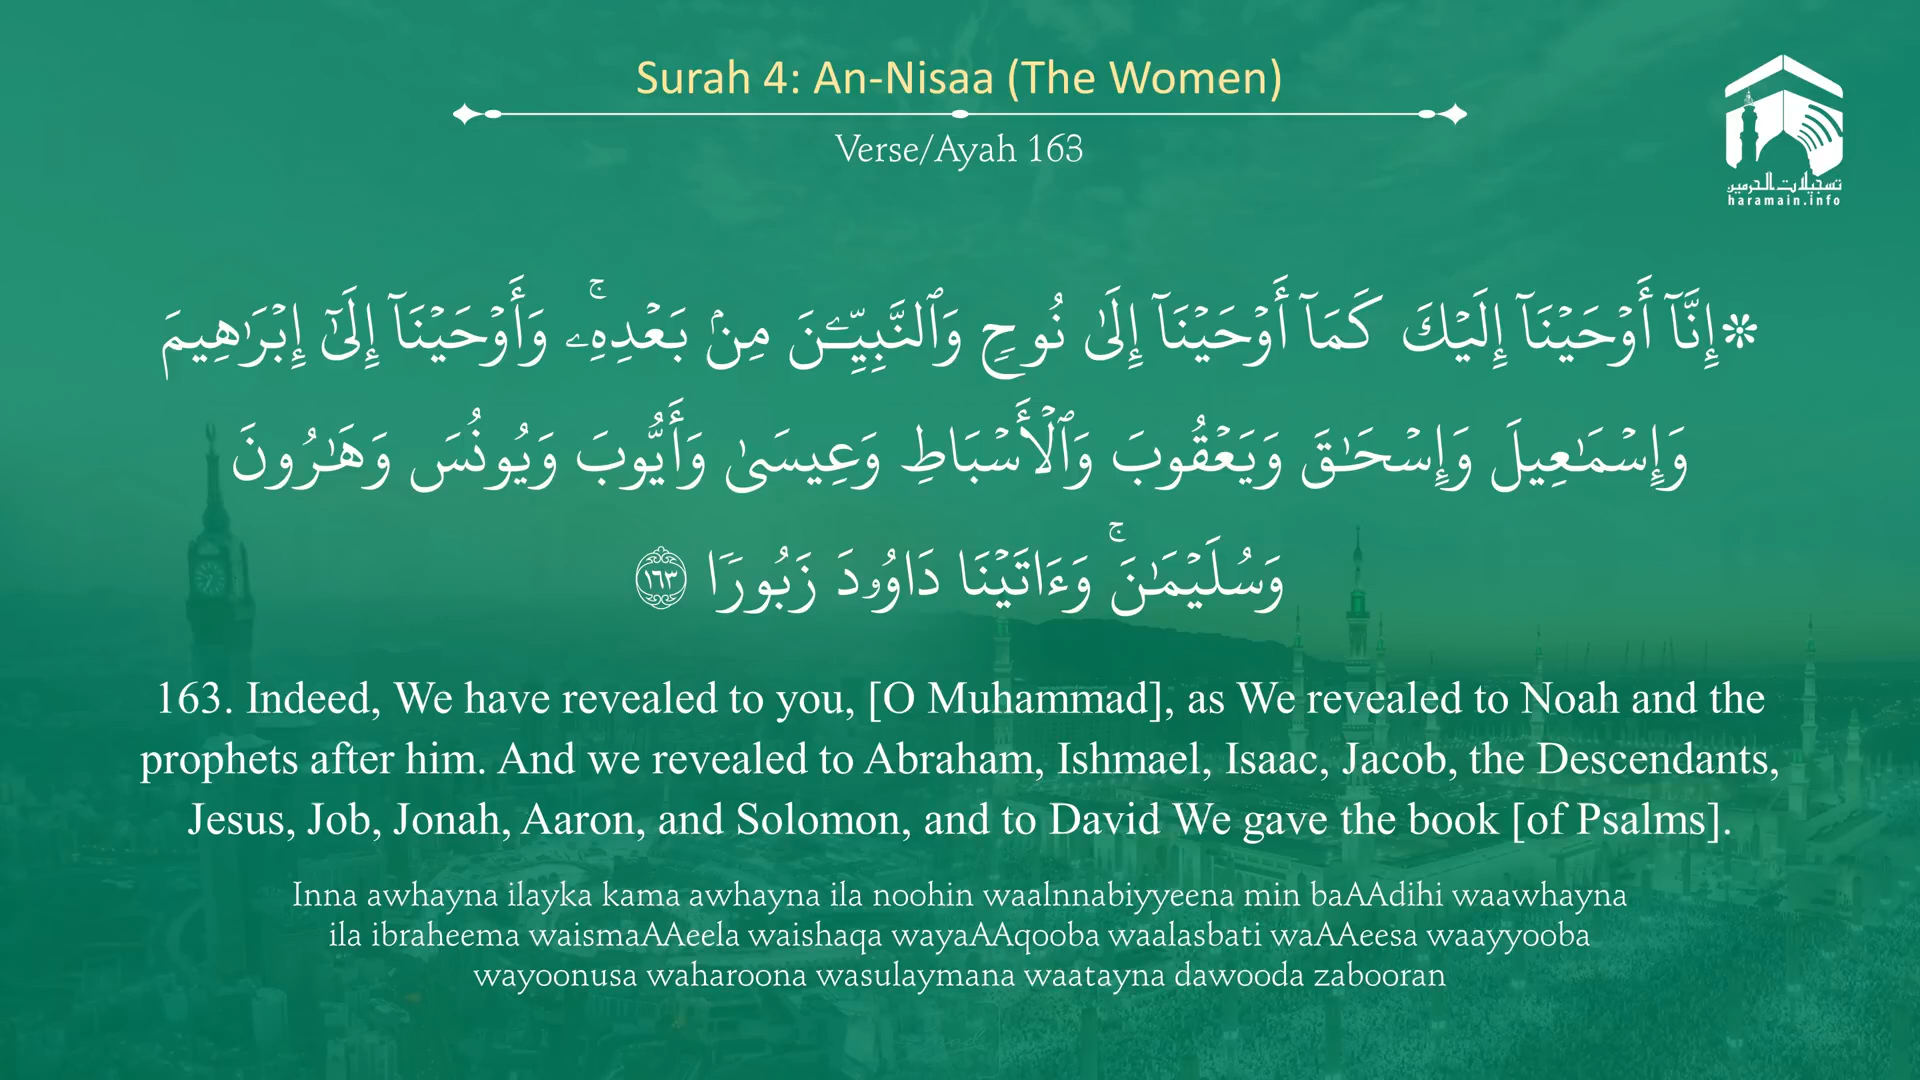 Surah 4: An-Nisaa (The Women)
Verse/Ayah 163
تسجيلات الحرمين
haramain.info
۞إِنَّآ أَوۡحَيۡنَآ إِلَيۡكَ كَمَآ أَوۡحَيۡنَآ إِلَىٰ نُوحٖ وَٱلنَّبِيِّـۧنَ مِنۢ بَعۡدِهِۦۚ وَأَوۡحَيۡنَآ إِلَىٰٓ إِبۡرَٰهِيمَ
وَإِسۡمَٰعِيلَ وَإِسۡحَٰقَ وَيَعۡقُوبَ وَٱلۡأَسۡبَاطِ وَعِيسَىٰ وَأَيُّوبَ وَيُونُسَ وَهَٰرُونَ
وَسُلَيۡمَٰنَۚ وَءَاتَيۡنَا دَاوُۥدَ زَبُورٗا ١٦٣
163. Indeed, We have revealed to you, [O Muhammad], as We revealed to Noah and the
prophets after him. And we revealed to Abraham, Ishmael, Isaac, Jacob, the Descendants,
Jesus, Job, Jonah, Aaron, and Solomon, and to David We gave the book [of Psalms].
Inna awhayna ilayka kama awhayna ila noohin waalnnabiyyeena min baAAdihi waawhayna
ila ibraheema waismaAAeela waishaqa wayaAAqooba waalasbati waAAeesa waayyooba
wayoonusa waharoona wasulaymana waatayna dawooda zabooran